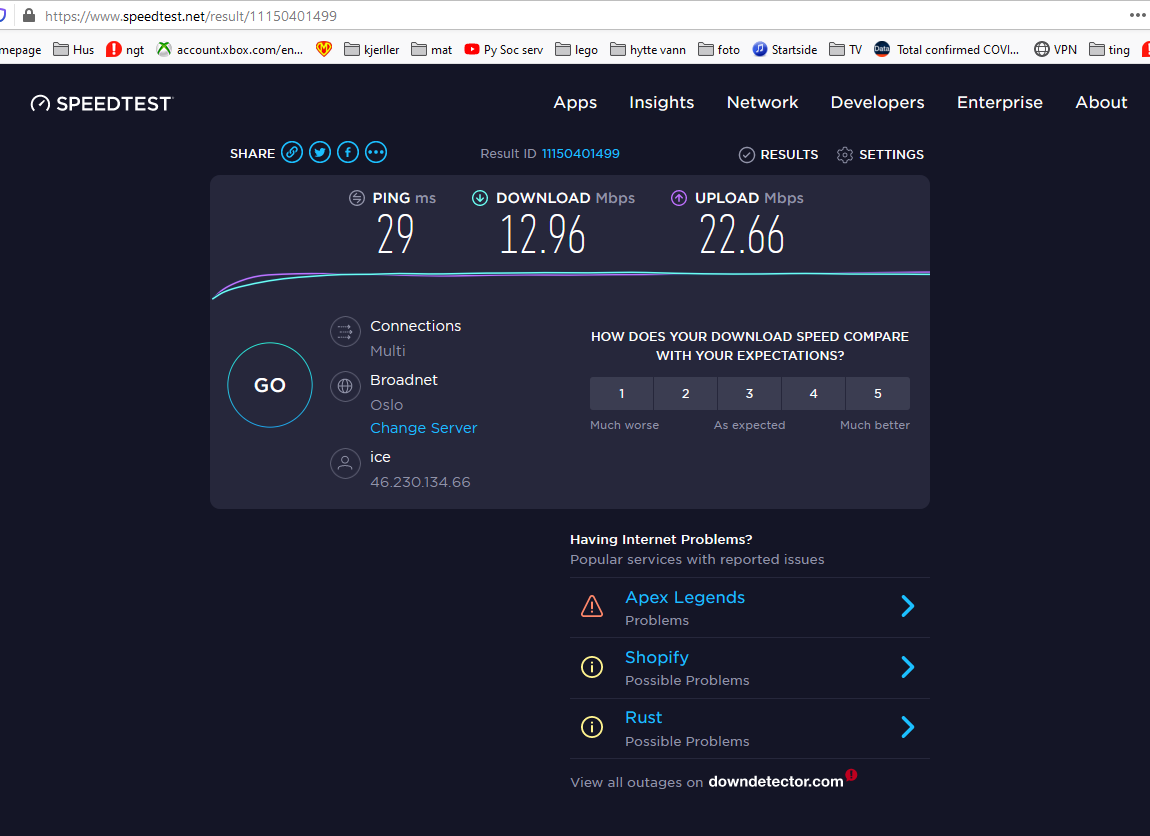 https://www.speedtest.net/result/11150401499
mepage Hus ngt account.xbox.com/en... kjerller mat Py Soc serv lego hytte vann foto Startside TV Data Total confirmed COVI... VPN ting
SPEEDTEST Apps Insights Network Developers Enterprise About
SHARE Result ID 11150401499 RESULTS SETTINGS
PING ms DOWNLOAD Mbps UPLOAD Mbps
29 12.96 22.66
Connections
Multi
Broadnet
Oslo
Change Server
ice
46.230.134.66
GO
HOW DOES YOUR DOWNLOAD SPEED COMPARE
WITH YOUR EXPECTATIONS?
1 2 3 4 5
Much worse As expected Much better
Having Internet Problems?
Popular services with reported issues
Apex Legends
Problems
Shopify
Possible Problems
Rust
Possible Problems
View all outages on downdetector.com